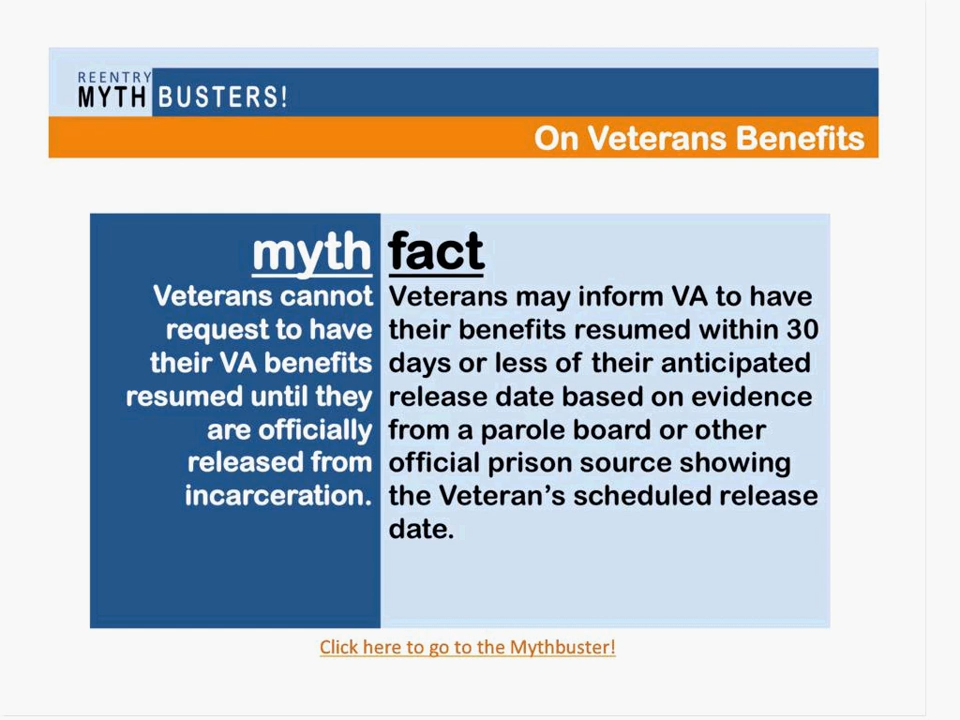 REENTRY
MYTH BUSTERS!
On Veterans Benefits
myth
Veterans cannot
request to have
their VA benefits
resumed until they
are officially
released from
incarceration.
fact
Veterans may inform VA to have
their benefits resumed within 30
days or less of their anticipated
release date based on evidence
from a parole board or other
official prison source showing
the Veteran’s scheduled release
date.
Click here to go to the Mythbuster!